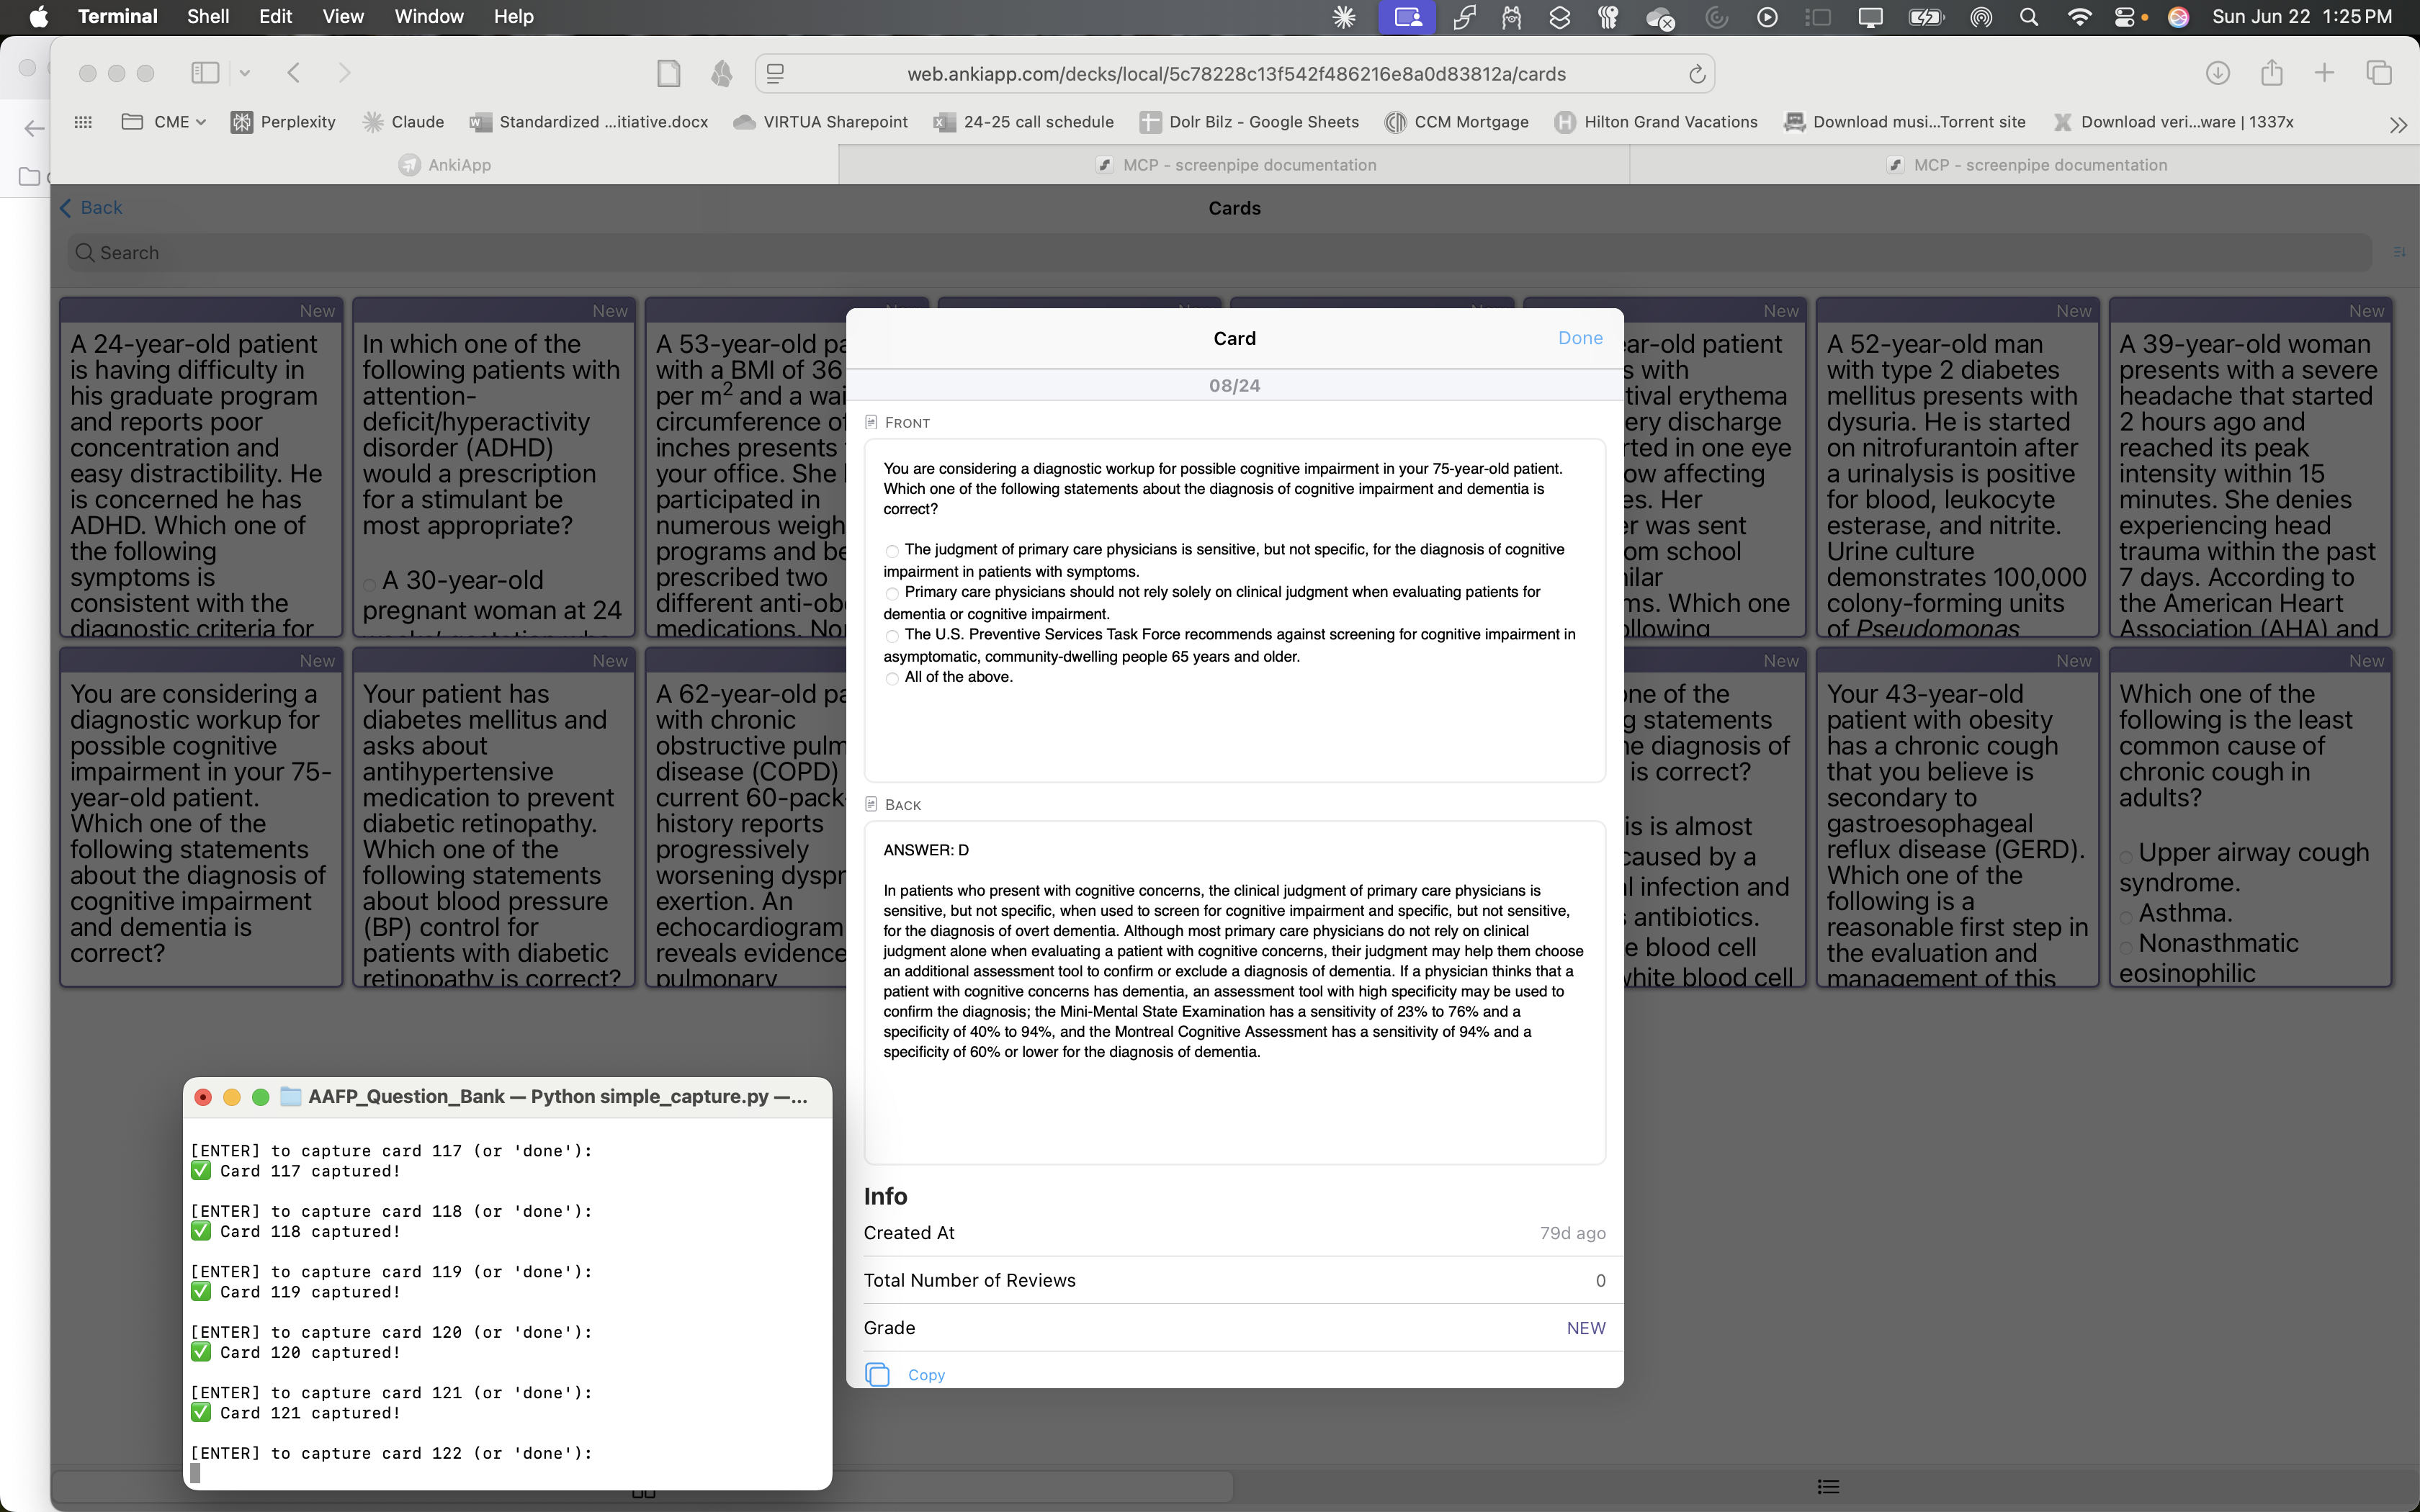 Terminal Shell Edit View Window Help
Sun Jun 22 1:25 PM
web.ankiapp.com/decks/local/5c78228c13f542f486216e8a0d83812a/cards
CME
Perplexity
Claude
Standardized ...itiative.docx
VIRTUA Sharepoint
24-25 call schedule
Dolr Bilz - Google Sheets
CCM Mortgage
Hilton Grand Vacations
Download musi...Torrent site
Download veri...ware | 1337x
AnkiApp
MCP - screenpipe documentation
MCP - screenpipe documentation
Back
Cards
Search
New
A 24-year-old patient
is having difficulty in
his graduate program
and reports poor
concentration and
easy distractibility. He
is concerned he has
ADHD. Which one of
the following
symptoms is
consistent with the
diagnostic criteria for
New
In which one of the
following patients with
attention-
deficit/hyperactivity
disorder (ADHD)
would a prescription
for a stimulant be
most appropriate?
A 30-year-old
pregnant woman at 24
A 53-year-old pa
with a BMI of 36
per m² and a wai
circumference of
inches presents
your office. She
participated in
numerous weigh
programs and be
prescribed two
different anti-ob
medications. No
New
ar-old patient
s with
tival erythema
ery discharge
rted in one eye
ow affecting
es. Her
r was sent
om school
ilar
ms. Which one
llowing
New
A 52-year-old man
with type 2 diabetes
mellitus presents with
dysuria. He is started
on nitrofurantoin after
a urinalysis is positive
for blood, leukocyte
esterase, and nitrite.
Urine culture
demonstrates 100,000
colony-forming units
of Pseudomonas
New
A 39-year-old woman
presents with a severe
headache that started
2 hours ago and
reached its peak
intensity within 15
minutes. She denies
experiencing head
trauma within the past
7 days. According to
the American Heart
Association (AHA) and
New
You are considering a
diagnostic workup for
possible cognitive
impairment in your 75-
year-old patient.
Which one of the
following statements
about the diagnosis of
cognitive impairment
and dementia is
correct?
New
Your patient has
diabetes mellitus and
asks about
antihypertensive
medication to prevent
diabetic retinopathy.
Which one of the
following statements
about blood pressure
(BP) control for
patients with diabetic
retinopathy is correct?
A 62-year-old pa
with chronic
obstructive pulm
disease (COPD)
current 60-pack-
history reports
progressively
worsening dyspr
exertion. An
echocardiogram
reveals evidence
pulmonary
New
one of the
g statements
he diagnosis of
is correct?
is is almost
caused by a
l infection and
s antibiotics.
e blood cell
white blood cell
New
Your 43-year-old
patient with obesity
has a chronic cough
that you believe is
secondary to
gastroesophageal
reflux disease (GERD).
Which one of the
following is a
reasonable first step in
the evaluation and
management of this
New
Which one of the
following is the least
common cause of
chronic cough in
adults?
Upper airway cough
syndrome.
Asthma.
Nonasthmatic
eosinophilic
Card
Done
08/24
FRONT
You are considering a diagnostic workup for possible cognitive impairment in your 75-year-old patient.
Which one of the following statements about the diagnosis of cognitive impairment and dementia is
correct?
The judgment of primary care physicians is sensitive, but not specific, for the diagnosis of cognitive
impairment in patients with symptoms.
Primary care physicians should not rely solely on clinical judgment when evaluating patients for
dementia or cognitive impairment.
The U.S. Preventive Services Task Force recommends against screening for cognitive impairment in
asymptomatic, community-dwelling people 65 years and older.
All of the above.
BACK
ANSWER: D
In patients who present with cognitive concerns, the clinical judgment of primary care physicians is
sensitive, but not specific, when used to screen for cognitive impairment and specific, but not sensitive,
for the diagnosis of overt dementia. Although most primary care physicians do not rely on clinical
judgment alone when evaluating a patient with cognitive concerns, their judgment may help them choose
an additional assessment tool to confirm or exclude a diagnosis of dementia. If a physician thinks that a
patient with cognitive concerns has dementia, an assessment tool with high specificity may be used to
confirm the diagnosis; the Mini-Mental State Examination has a sensitivity of 23% to 76% and a
specificity of 40% to 94%, and the Montreal Cognitive Assessment has a sensitivity of 94% and a
specificity of 60% or lower for the diagnosis of dementia.
Info
Created At
79d ago
Total Number of Reviews
0
Grade
NEW
Copy
AAFP_Question_Bank — Python simple_capture.py —...
[ENTER] to capture card 117 (or 'done'):
✅ Card 117 captured!
[ENTER] to capture card 118 (or 'done'):
✅ Card 118 captured!
[ENTER] to capture card 119 (or 'done'):
✅ Card 119 captured!
[ENTER] to capture card 120 (or 'done'):
✅ Card 120 captured!
[ENTER] to capture card 121 (or 'done'):
✅ Card 121 captured!
[ENTER] to capture card 122 (or 'done'):